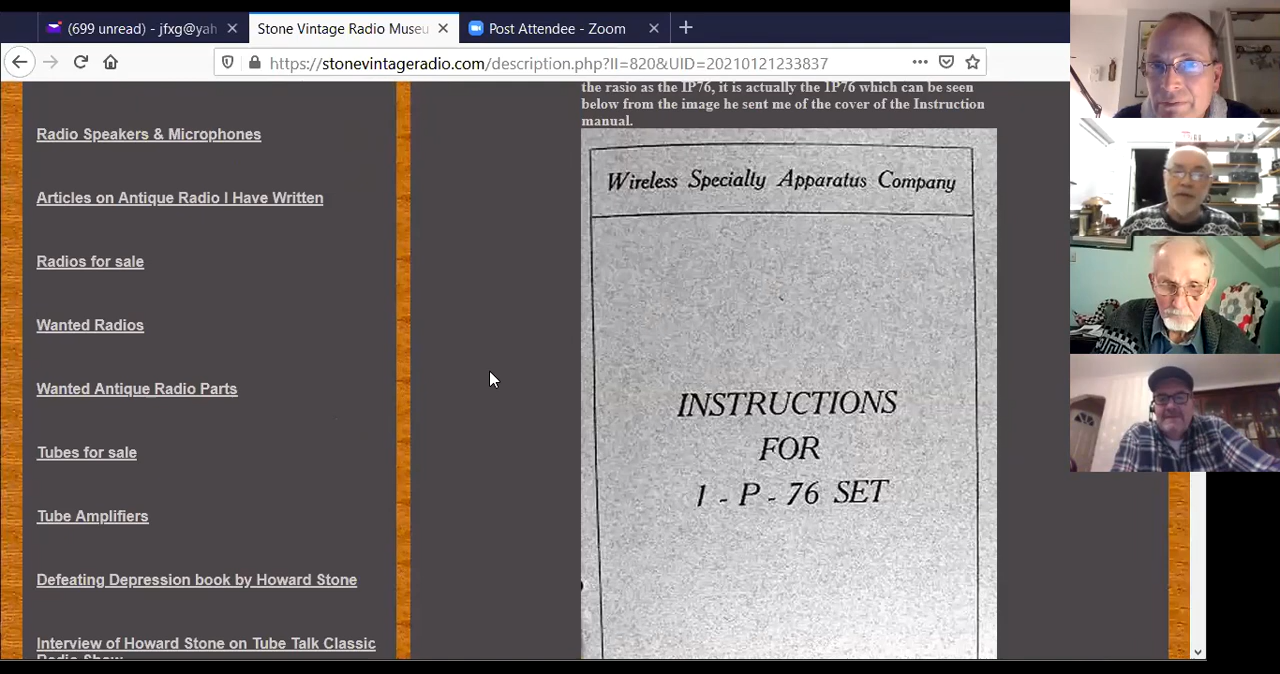 (699 unread) - jfxg@yah
Stone Vintage Radio Museu
Post Attendee - Zoom
https://stonevintageradio.com/description.php?II=820&UID=20210121233837
Radio Speakers & Microphones
Articles on Antique Radio I Have Written
Radios for sale
Wanted Radios
Wanted Antique Radio Parts
Tubes for sale
Tube Amplifiers
Defeating Depression book by Howard Stone
Interview of Howard Stone on Tube Talk Classic
Radio Show
the rasio as the IP76, it is actually the 1P76 which can be seen
below from the image he sent me of the cover of the Instruction
manual.
Wireless Specialty Apparatus Company
INSTRUCTIONS
FOR
1 - P - 76 SET